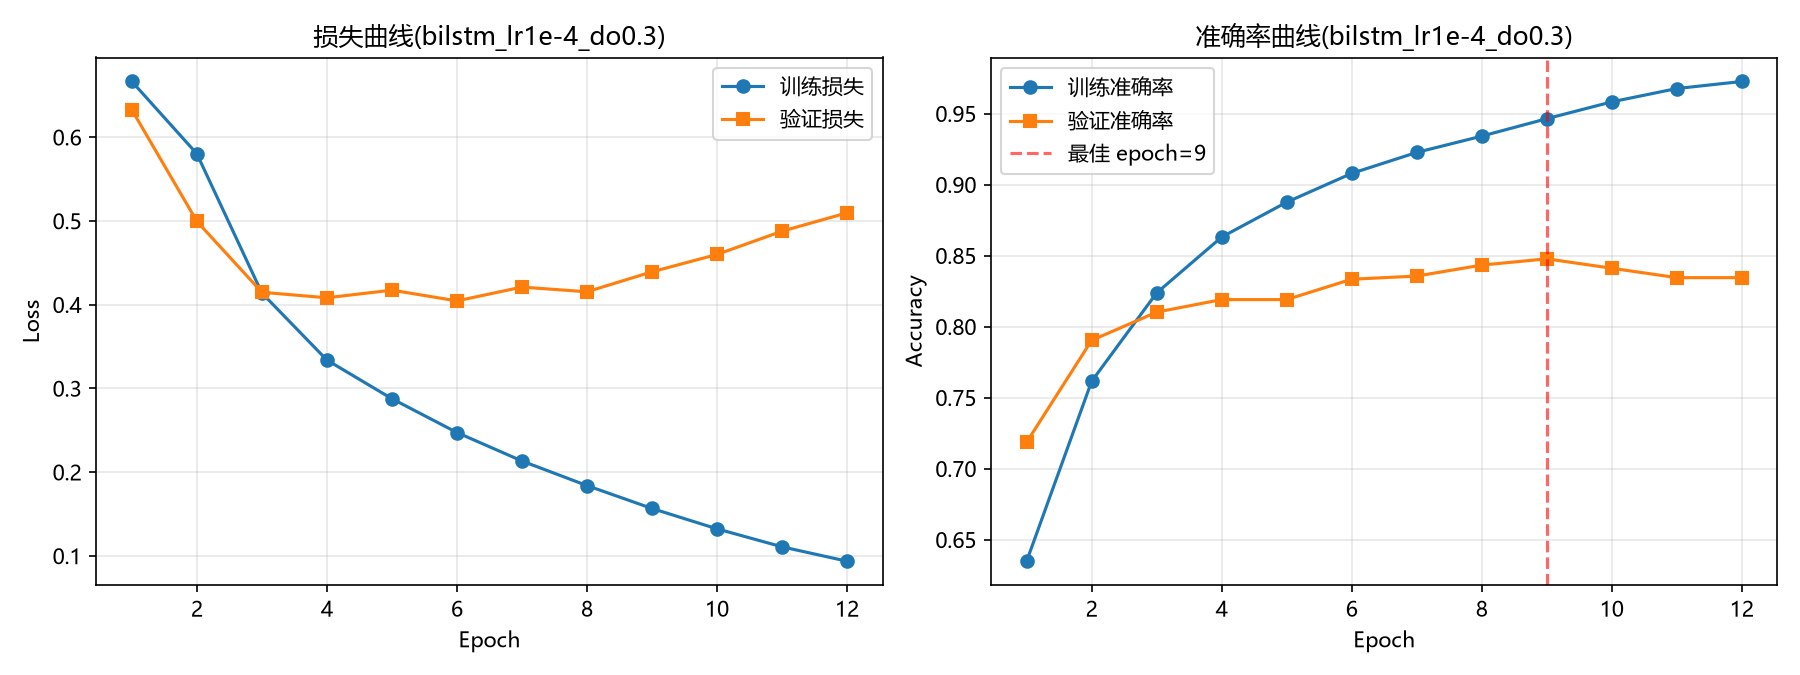 损失曲线(bilstm_lr1e-4_do0.3)
训练损失
验证损失
0.6
0.5
0.4
0.3
0.2
0.1
Loss
2 4 6 8 10 12
Epoch
准确率曲线(bilstm_lr1e-4_do0.3)
训练准确率
验证准确率
最佳 epoch=9
0.95
0.90
0.85
0.80
0.75
0.70
0.65
Accuracy
2 4 6 8 10 12
Epoch